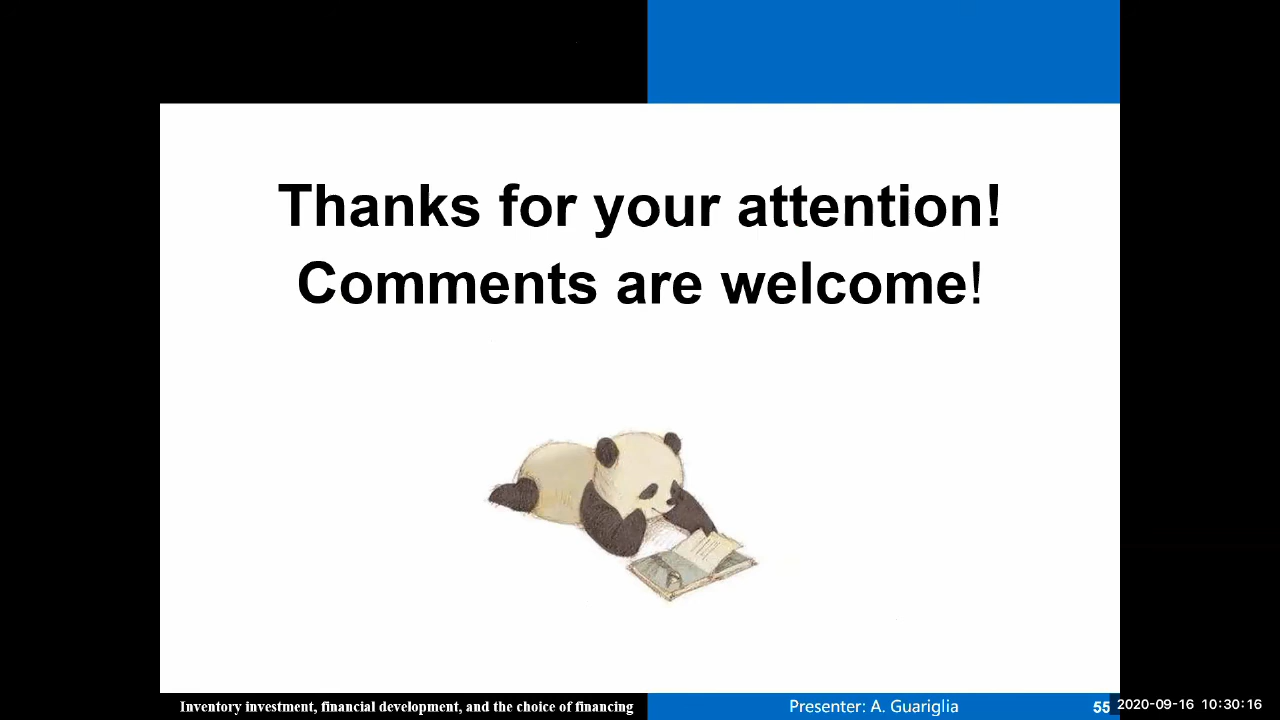 Thanks for your attention!
Comments are welcome!
Inventory investment, financial development, and the choice of financing
Presenter: A. Guariglia
55
2020-09-16 10:30:16